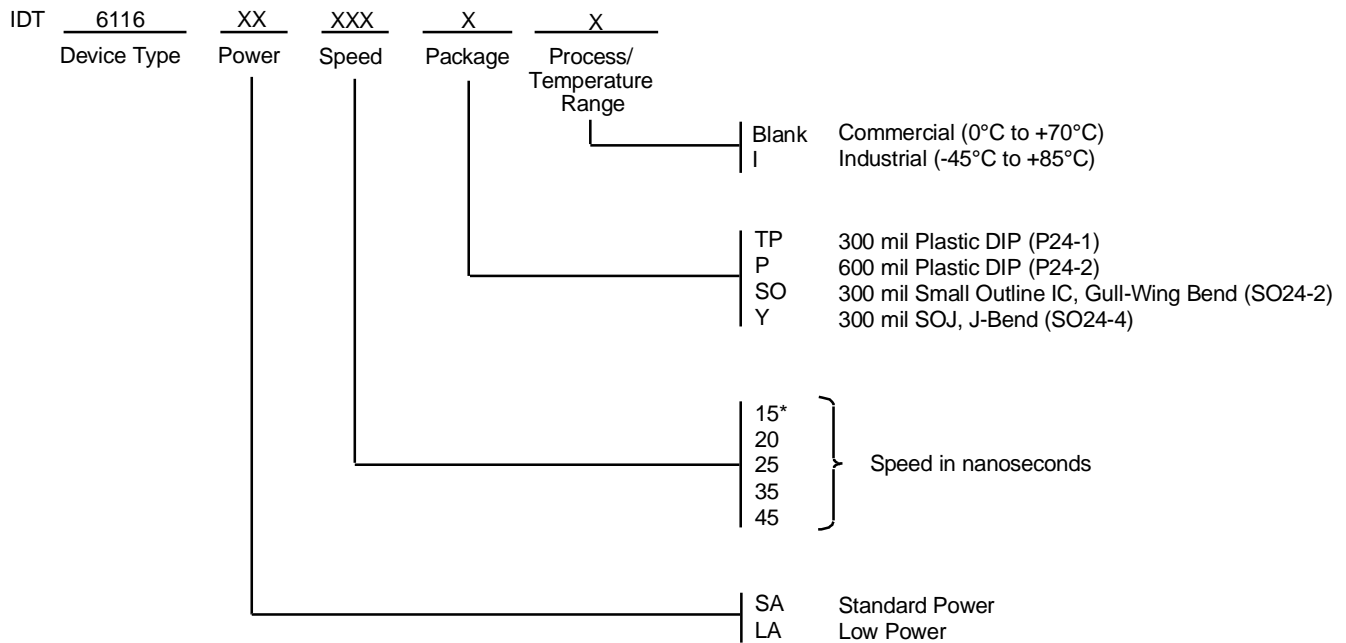 IDT 6116 XX XXX X X
Device Type Power Speed Package Process/
Temperature
Range
Blank Commercial (0°C to +70°C)
I Industrial (-45°C to +85°C)
TP 300 mil Plastic DIP (P24-1)
P 600 mil Plastic DIP (P24-2)
SO 300 mil Small Outline IC, Gull-Wing Bend (SO24-2)
Y 300 mil SOJ, J-Bend (SO24-4)
15*
20
25 Speed in nanoseconds
35
45
SA Standard Power
LA Low Power